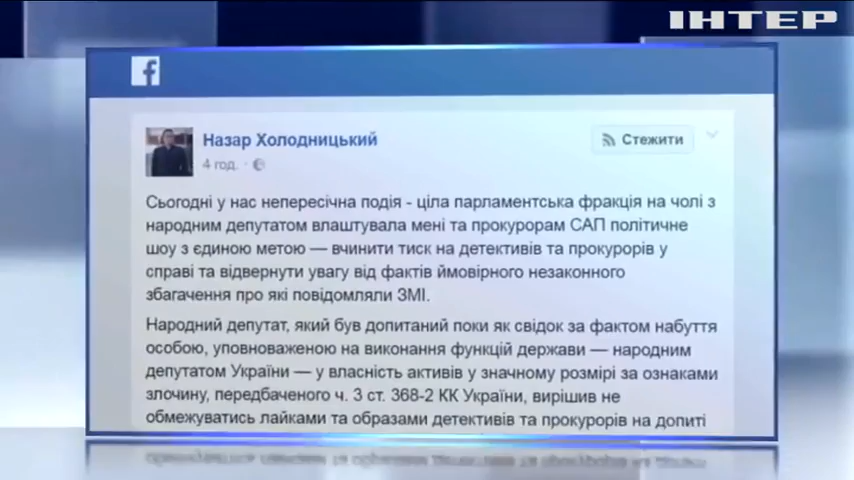 ІНТЕР
f
Назар Холодницький
Стежити
4 год. ·
Сьогодні у нас непересічна подія - ціла парламентська фракція на чолі з
народним депутатом влаштувала мені та прокурорам САП політичне
шоу з єдиною метою — вчинити тиск на детективів та прокурорів у
справі та відвернути увагу від фактів ймовірного незаконного
збагачення про які повідомляли ЗМІ.
Народний депутат, який був допитаний поки як свідок за фактом набуття
особою, уповноваженою на виконання функцій держави — народним
депутатом України — у власність активів у значному розмірі за ознаками
злочину, передбаченого ч. 3 ст. 368-2 КК України, вирішив не
обмежуватись лайками та образами детективів та прокурорів на допиті